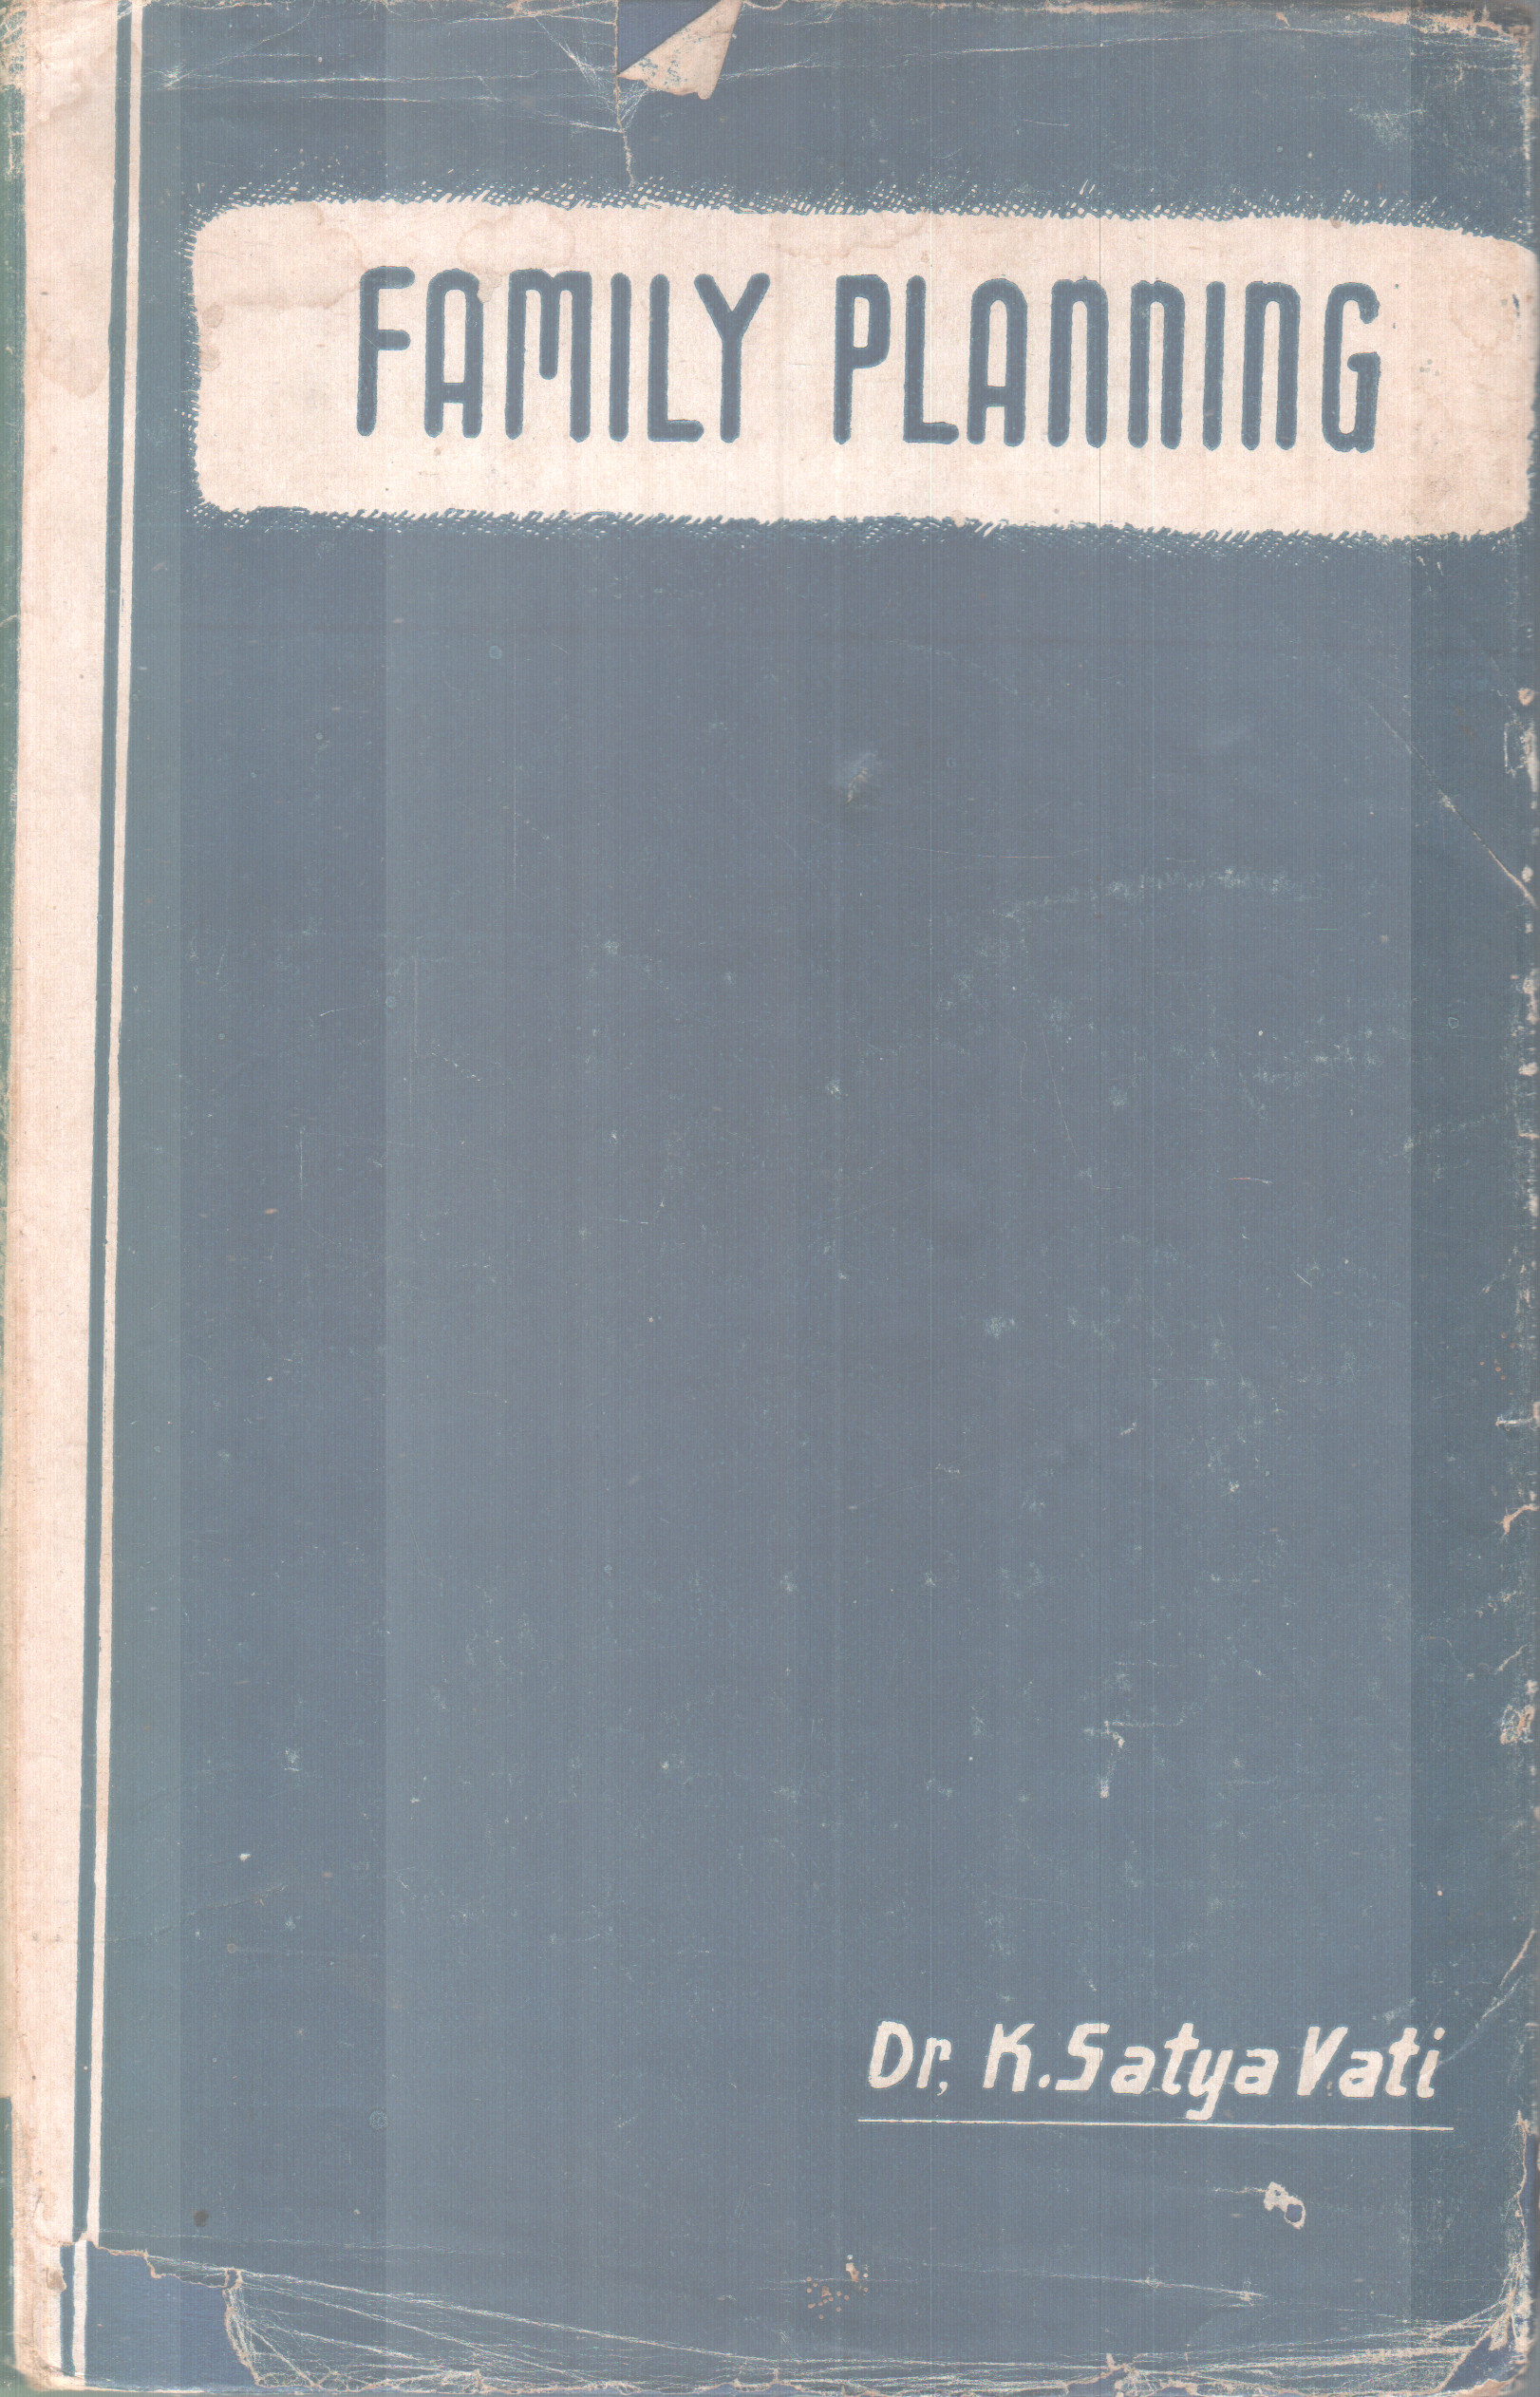 FAMILY PLANNING
Dr. K. Satya Vati